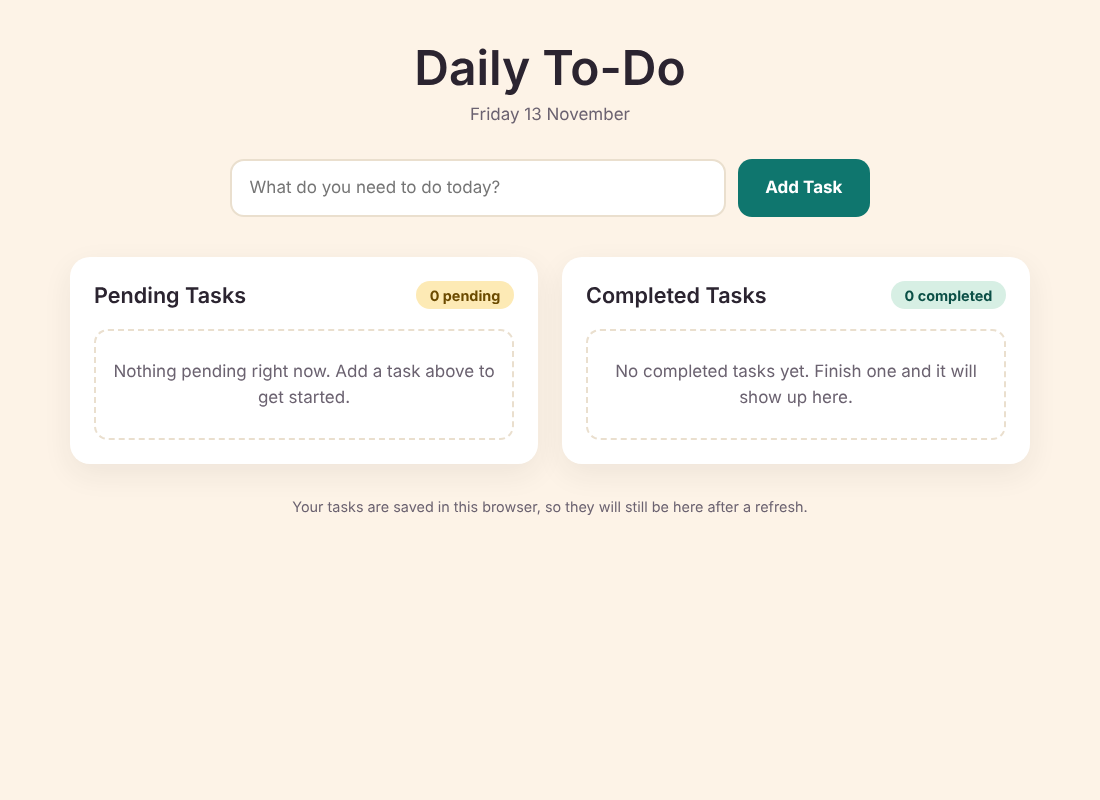 Daily To-Do
Friday 13 November
What do you need to do today?
Add Task
Pending Tasks
0 pending
Nothing pending right now. Add a task above to
get started.
Completed Tasks
0 completed
No completed tasks yet. Finish one and it will
show up here.
Your tasks are saved in this browser, so they will still be here after a refresh.